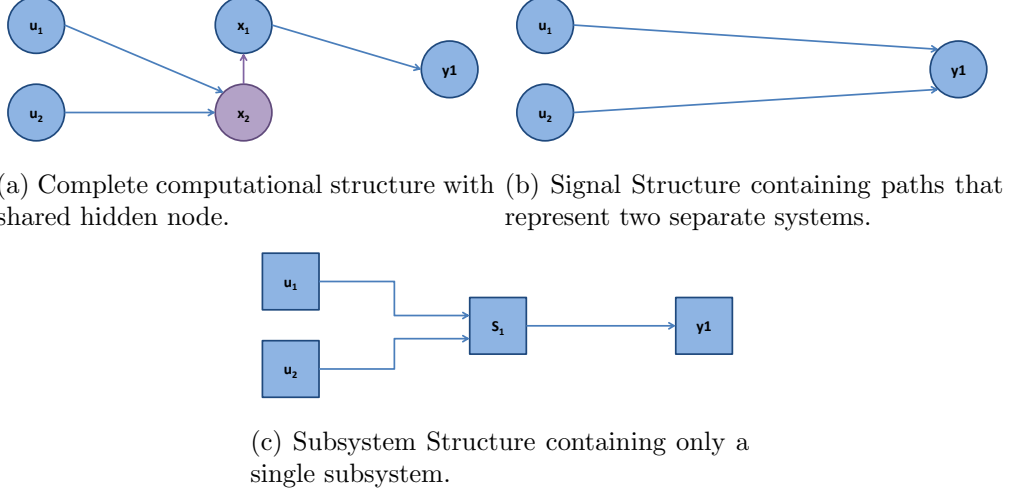 u₁ x₁ u₁
y1 y1
u₂ x₂ u₂
(a) Complete computational structure with
shared hidden node.
(b) Signal Structure containing paths that
represent two separate systems.
u₁
S₁ y1
u₂
(c) Subsystem Structure containing only a
single subsystem.